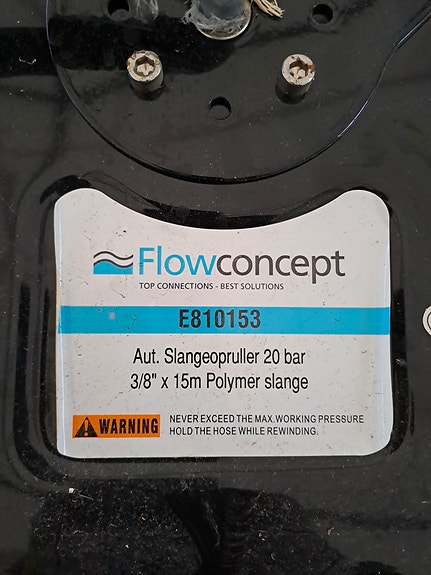 Flowconcept
TOP CONNECTIONS - BEST SOLUTIONS
E810153
Aut. Slangeopruller 20 bar
3/8" x 15m Polymer slange
WARNING
NEVER EXCEED THE MAX.WORKING PRESSURE
HOLD THE HOSE WHILE REWINDING.